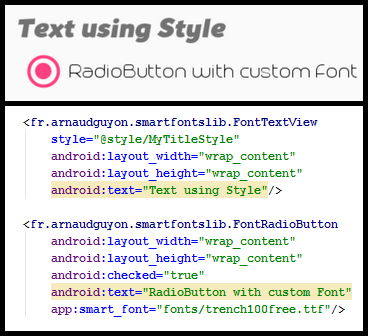 Text using Style
RadioButton with custom Font
<fr.arnaudguyon.smartfontslib.FontTextView
style="@style/MyTitleStyle"
android:layout_width="wrap_content"
android:layout_height="wrap_content"
android:text="Text using Style"/>
<fr.arnaudguyon.smartfontslib.FontRadioButton
android:layout_width="wrap_content"
android:layout_height="wrap_content"
android:checked="true"
android:text="RadioButton with custom Font"
app:smart_font="fonts/trench100free.ttf"/>